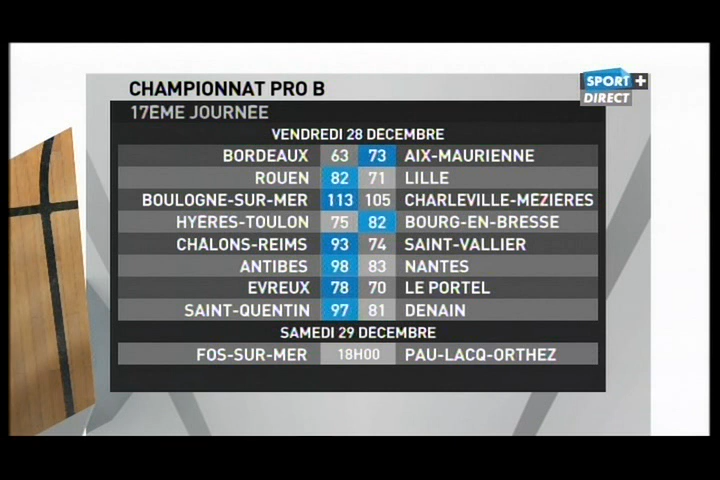 CHAMPIONNAT PRO B
SPORT+
DIRECT
17EME JOURNEE
VENDREDI 28 DECEMBRE
BORDEAUX 63 73 AIX-MAURIENNE
ROUEN 82 71 LILLE
BOULOGNE-SUR-MER 113 105 CHARLEVILLE-MEZIERES
HYERES-TOULON 75 82 BOURG-EN-BRESSE
CHALONS-REIMS 93 74 SAINT-VALLIER
ANTIBES 98 83 NANTES
EVREUX 78 70 LE PORTEL
SAINT-QUENTIN 97 81 DENAIN
SAMEDI 29 DECEMBRE
FOS-SUR-MER 18H00 PAU-LACQ-ORTHEZ